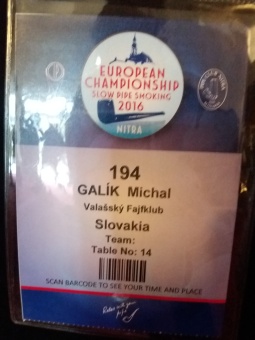 EUROPEAN
CHAMPIONSHIP
SLOW PIPE SMOKING
2016
NITRA
194
GALÍK Michal
Valašský Fajfklub
Slovakia
Team:
Table No: 14
SCAN BARCODE TO SEE YOUR TIME AND PLACE